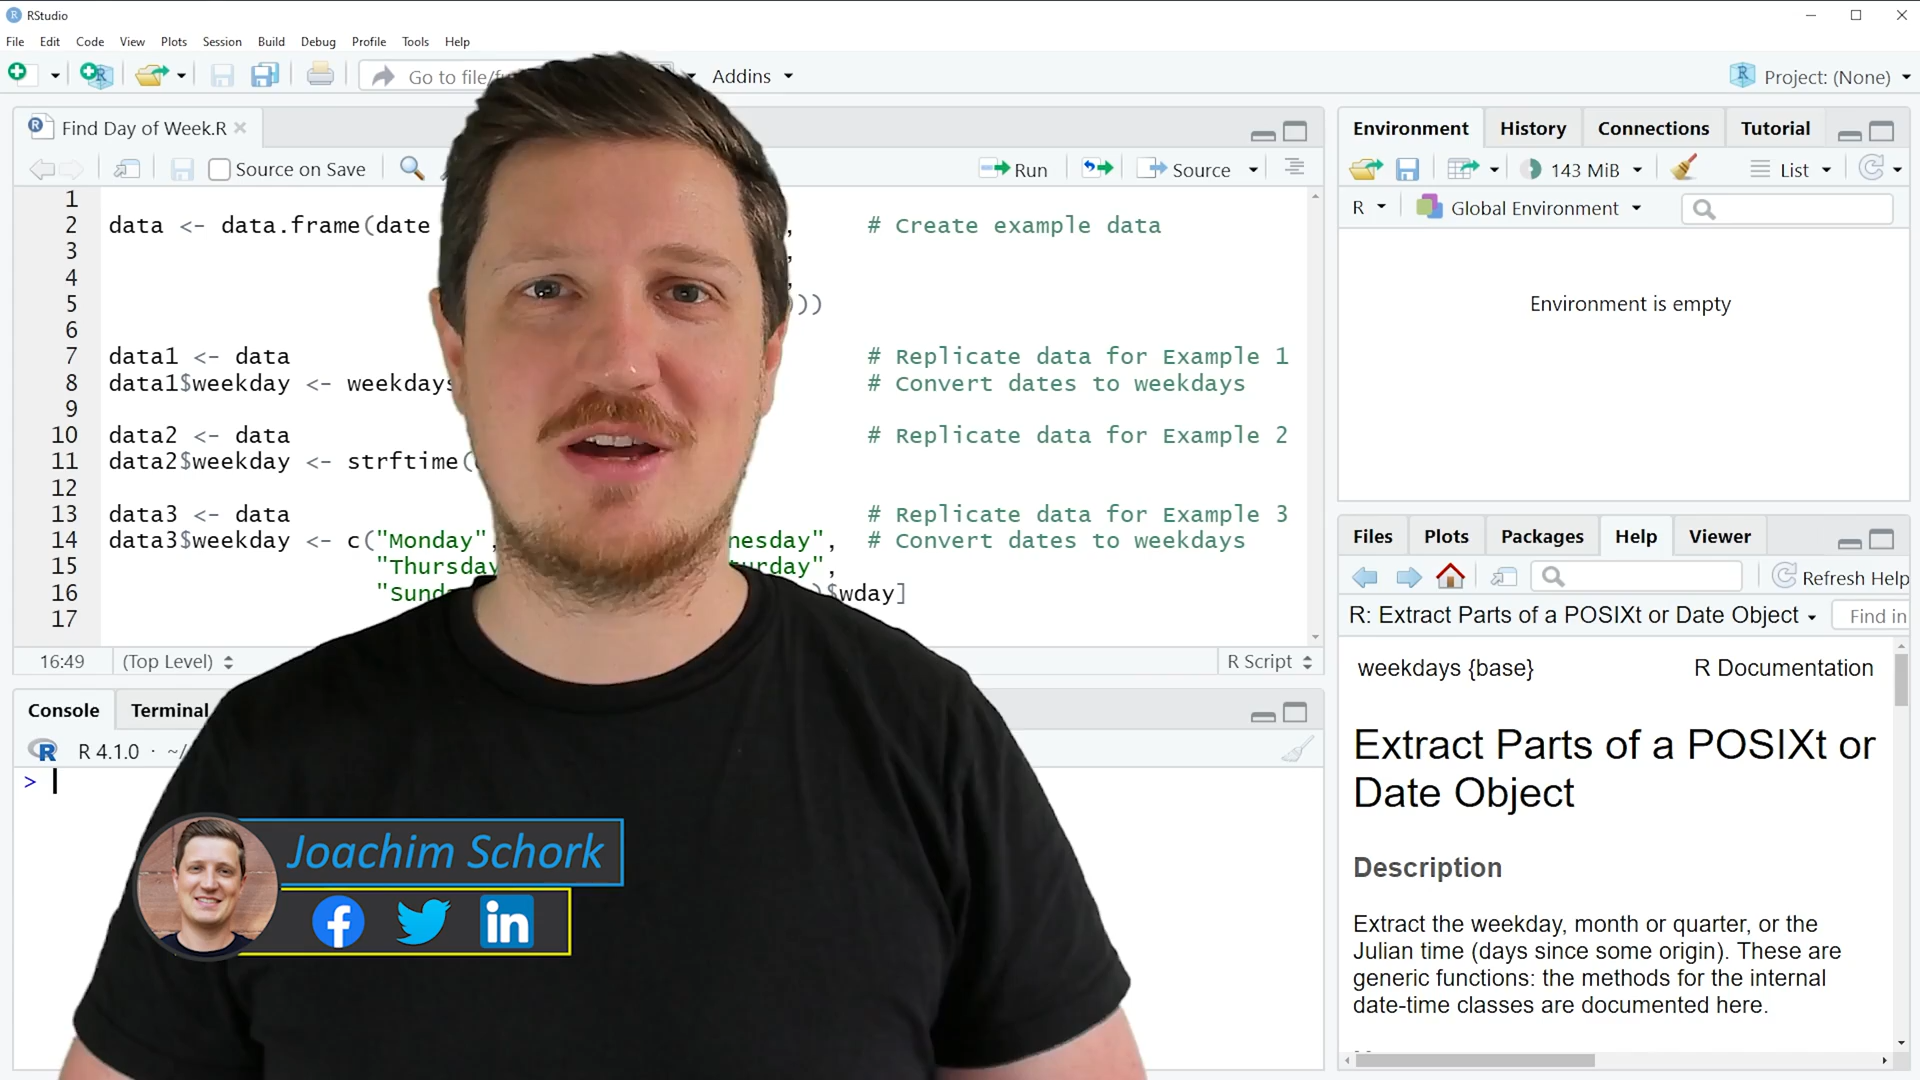 RStudio
File Edit Code View Plots Session Build Debug Profile Tools Help
Go to file/f
Addins
Project: (None)
Find Day of Week.R
Source on Save
Run
Source
1
2 data <- data.frame(date , # Create example data
3 ,
4 ,
5 ))
6
7 data1 <- data # Replicate data for Example 1
8 data1$weekday <- weekdays # Convert dates to weekdays
9
10 data2 <- data # Replicate data for Example 2
11 data2$weekday <- strftime(
12
13 data3 <- data # Replicate data for Example 3
14 data3$weekday <- c("Monday", nesday", # Convert dates to weekdays
15 "Thursday turday",
16 "Sund )$wday]
17
16:49 (Top Level) R Script
Console Terminal
R 4.1.0 · ~/
>
Joachim Schork
f in
Environment History Connections Tutorial
143 MiB
List
R Global Environment
Environment is empty
Files Plots Packages Help Viewer
Refresh Help
R: Extract Parts of a POSIXt or Date Object
Find in
weekdays {base} R Documentation
Extract Parts of a POSIXt or
Date Object
Description
Extract the weekday, month or quarter, or the
Julian time (days since some origin). These are
generic functions: the methods for the internal
date-time classes are documented here.